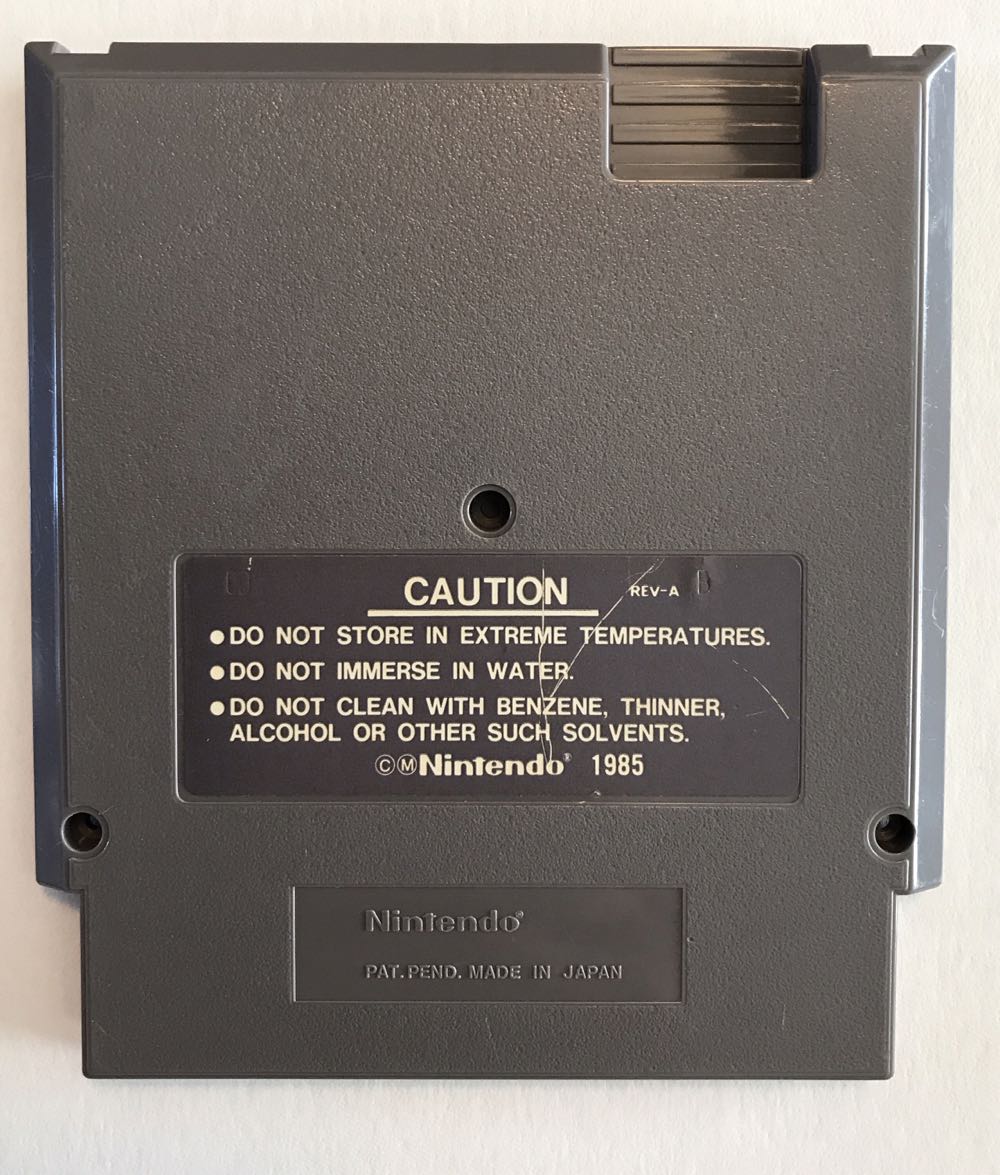 CAUTION REV-A
●DO NOT STORE IN EXTREME TEMPERATURES.
●DO NOT IMMERSE IN WATER.
●DO NOT CLEAN WITH BENZENE, THINNER,
ALCOHOL OR OTHER SUCH SOLVENTS.
ⒸⓂNintendo® 1985
Nintendo®
PAT.PEND. MADE IN JAPAN